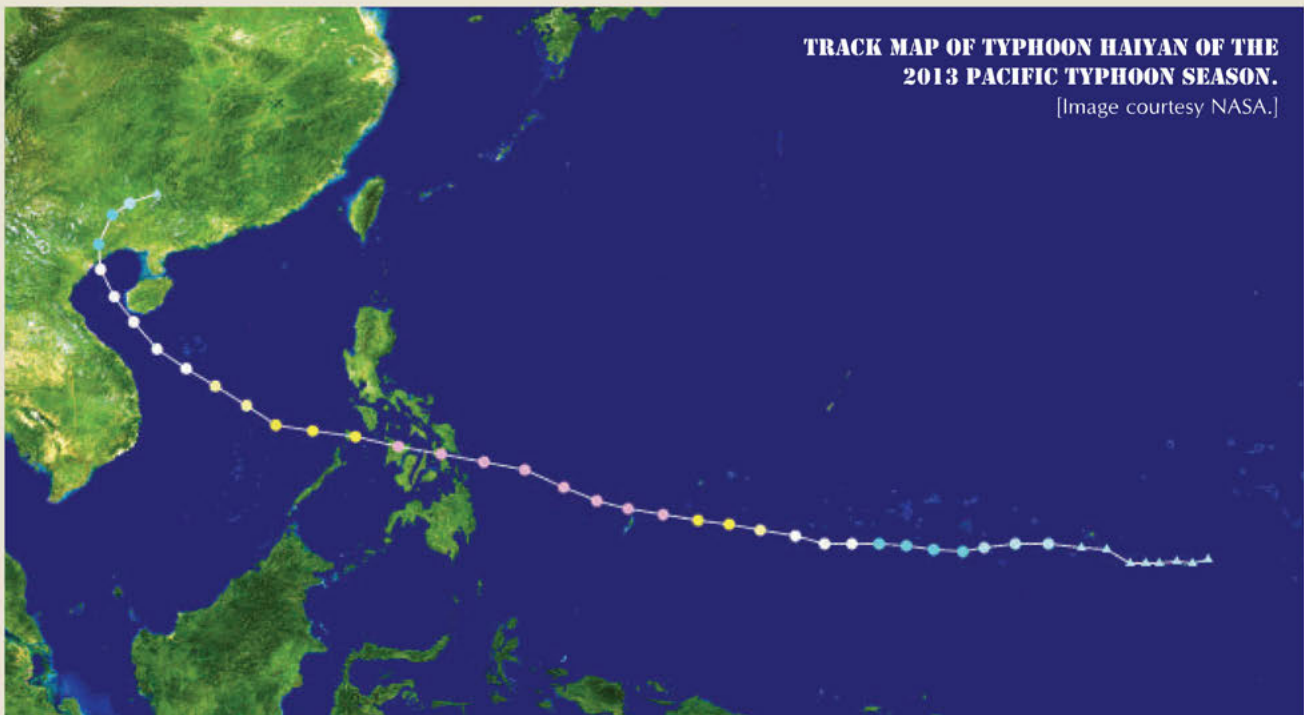 TRACK MAP OF TYPHOON HAIYAN OF THE
2013 PACIFIC TYPHOON SEASON.
[Image courtesy NASA.]